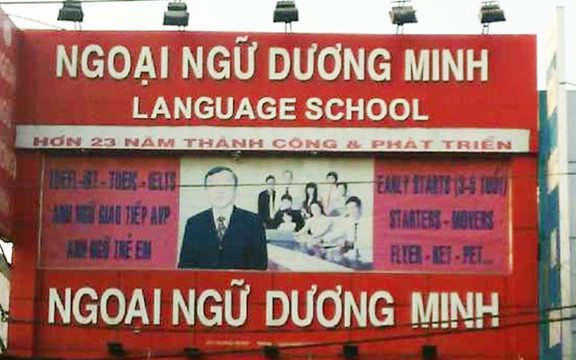 NGOẠI NGỮ DƯƠNG MINH
LANGUAGE SCHOOL
HƠN 23 NĂM THÀNH CÔNG & PHÁT TRIỂN
TOEFL-iBT - TOEIC - IELTS
ANH NGỮ GIAO TIẾP AVP
ANH NGỮ TRẺ EM
EARLY STARTS (3-5 TUỔI)
STARTERS - MOVERS
FLYER - KET - PET...
NGOẠI NGỮ DƯƠNG MINH